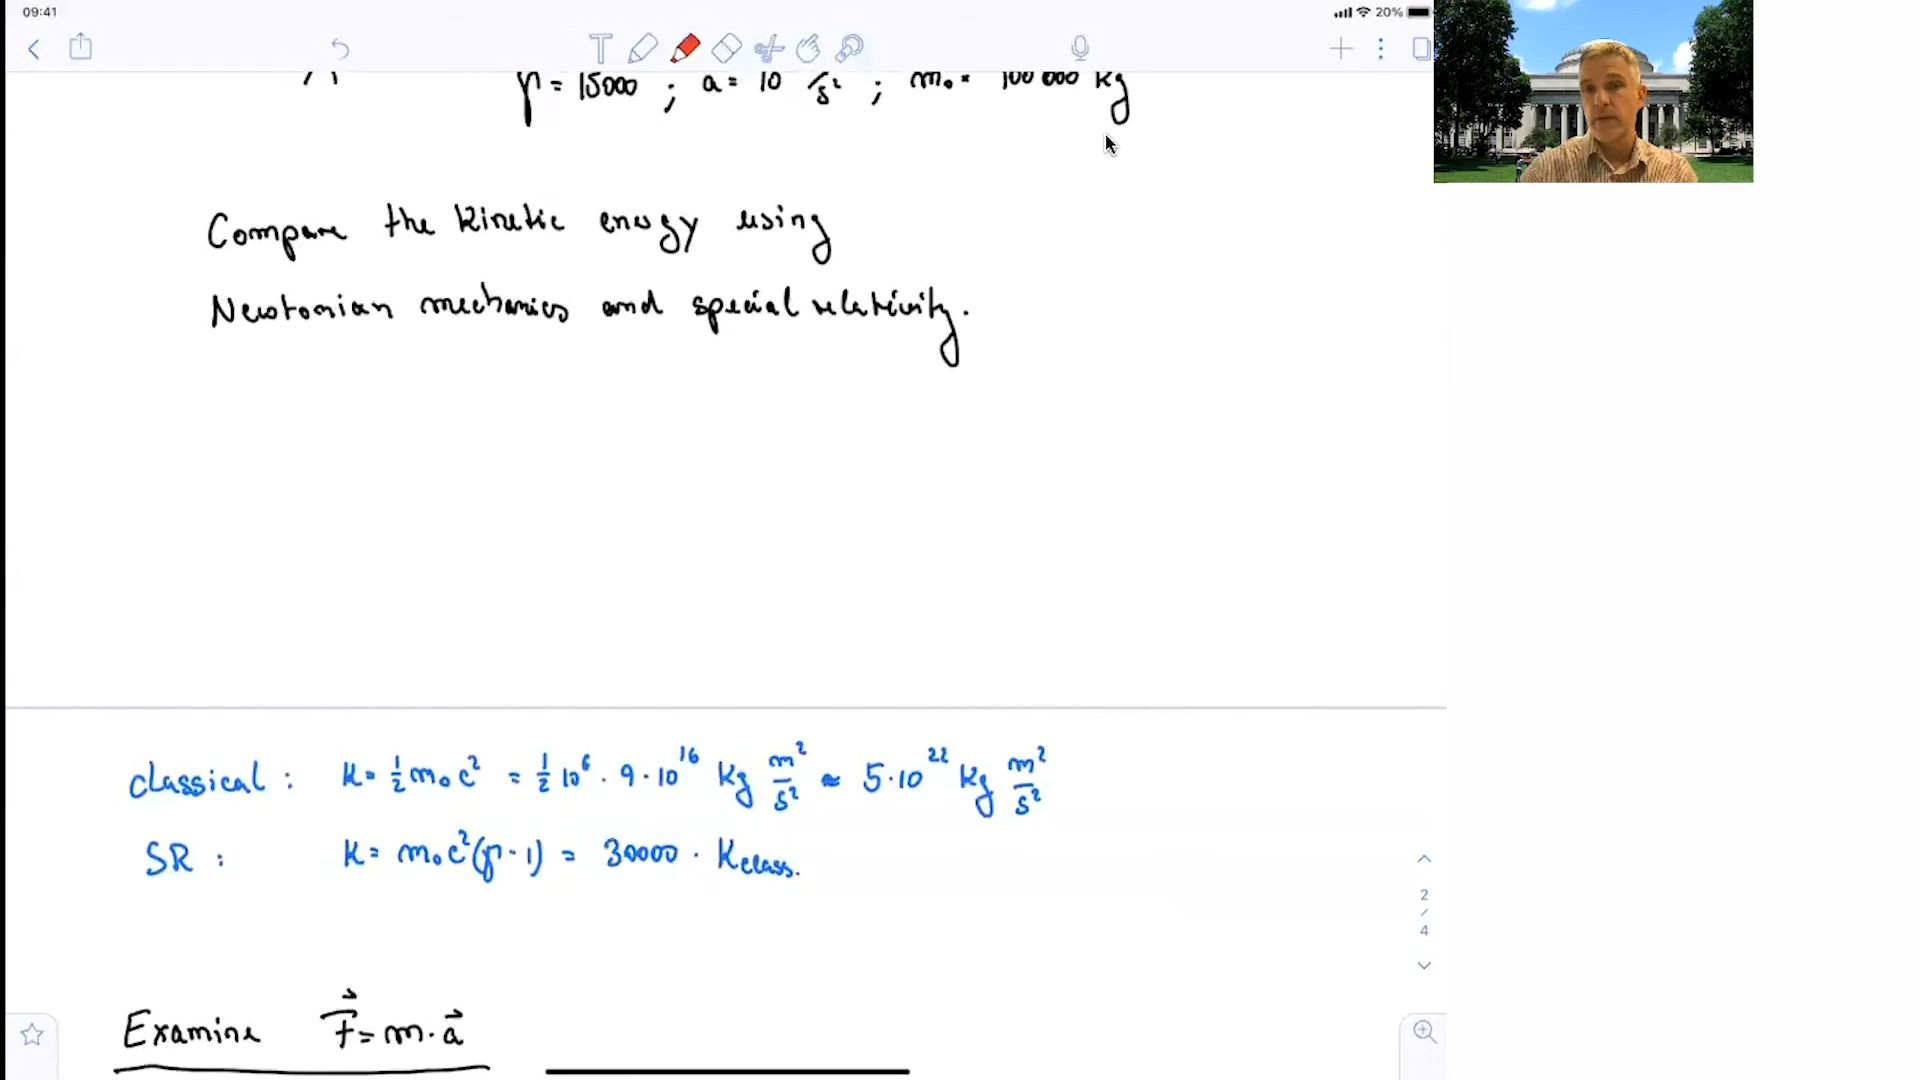 09:41
20%
γ = 15000 ; a = 10 /s² ; m₀ = 100 000 kg
Compare the kinetic energy using
Newtonian mechanics and special relativity.
classical : K = ½ m₀ c² = ½ 10⁶ · 9 · 10¹⁶ kg m²/s² ≈ 5 · 10²² kg m²/s²
SR : K = m₀c²(γ - 1) = 30000 · Kclass.
2
/
4
Examine F⃗ = m · a⃗